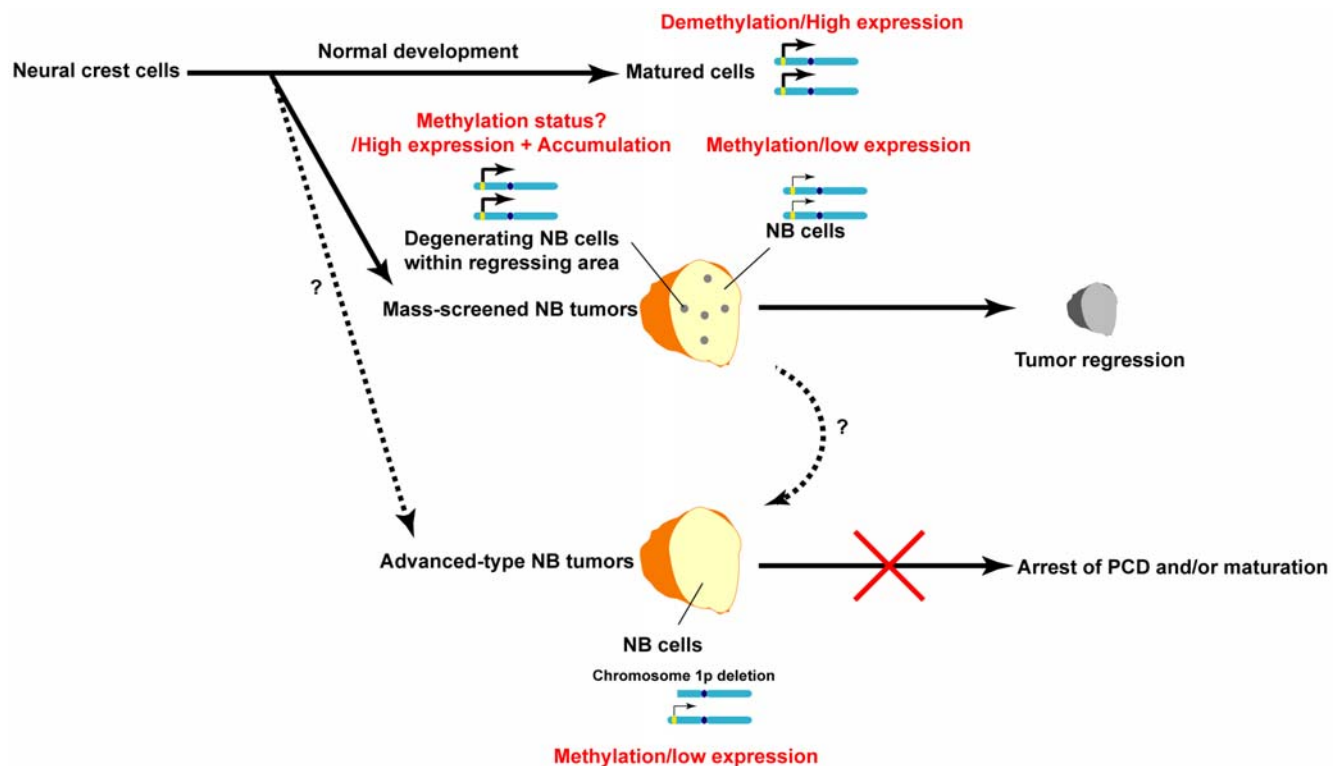 Demethylation/High expression
Normal development
Neural crest cells
Matured cells
Methylation status?
/High expression + Accumulation
Methylation/low expression
Degenerating NB cells
within regressing area
NB cells
?
Mass-screened NB tumors
Tumor regression
?
Advanced-type NB tumors
Arrest of PCD and/or maturation
NB cells
Chromosome 1p deletion
Methylation/low expression